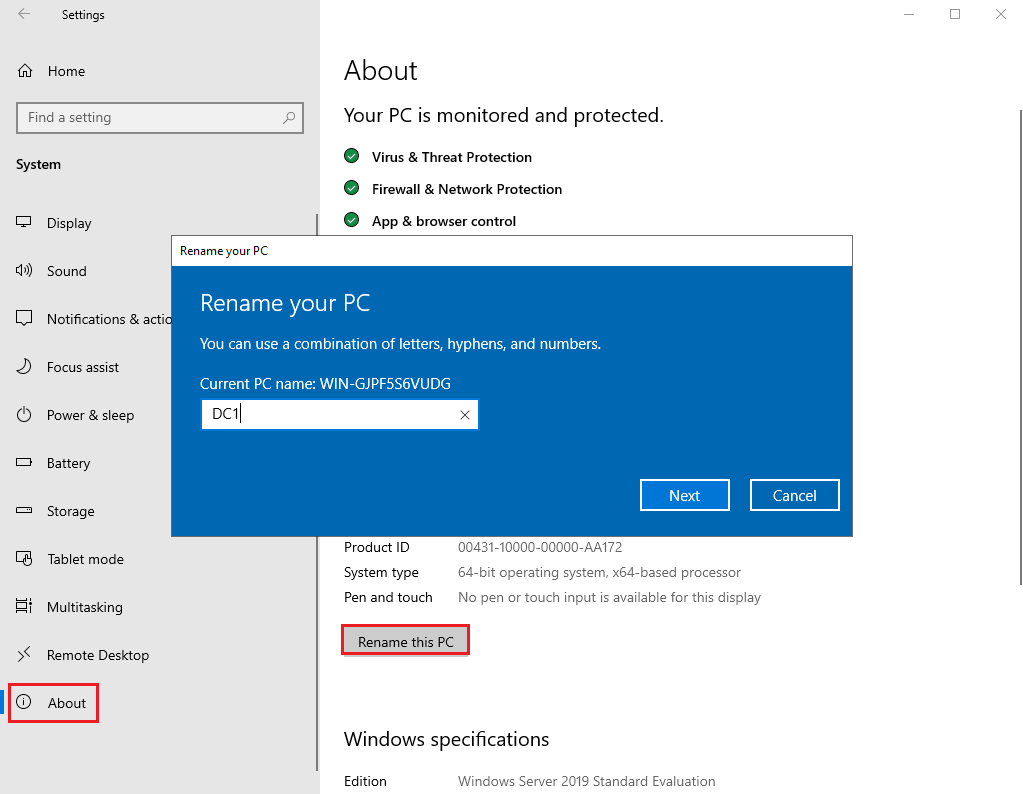 Settings
Home
Find a setting
System
Display
Sound
Notifications & actio
Focus assist
Power & sleep
Battery
Storage
Tablet mode
Multitasking
Remote Desktop
About
About
Your PC is monitored and protected.
Virus & Threat Protection
Firewall & Network Protection
App & browser control
Rename your PC
Rename your PC
You can use a combination of letters, hyphens, and numbers.
Current PC name: WIN-GJPF5S6VUDG
DC1
Next Cancel
Product ID 00431-10000-00000-AA172
System type 64-bit operating system, x64-based processor
Pen and touch No pen or touch input is available for this display
Rename this PC
Windows specifications
Edition Windows Server 2019 Standard Evaluation